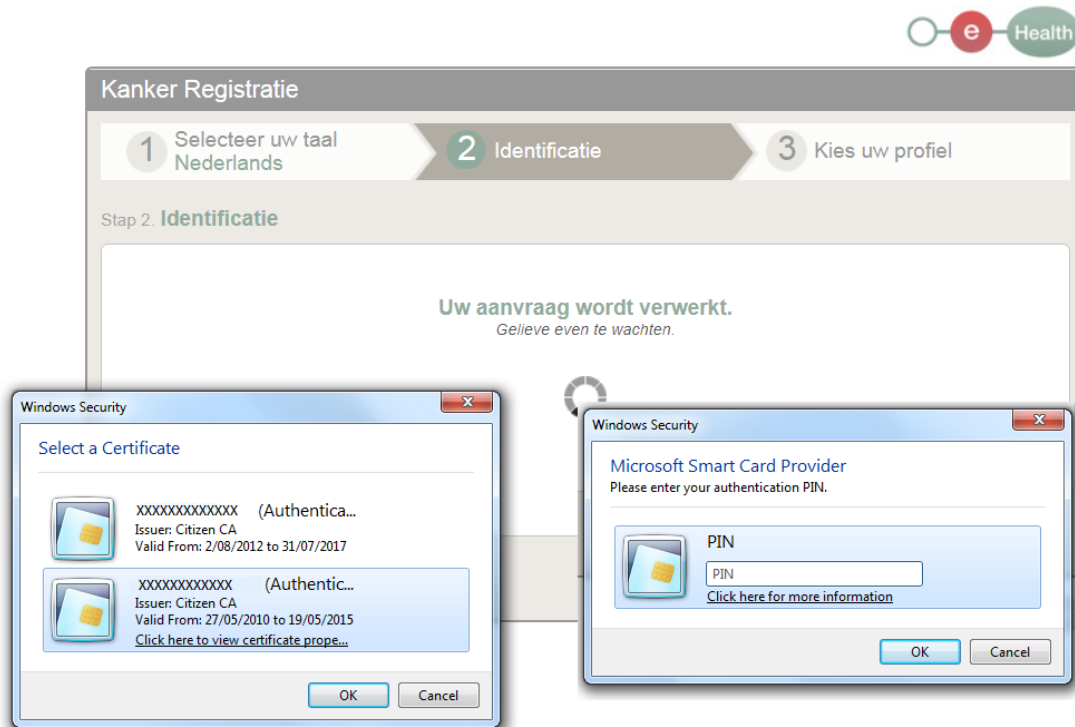 e Health
Kanker Registratie
1 Selecteer uw taal
Nederlands
2 Identificatie
3 Kies uw profiel
Stap 2. Identificatie
Uw aanvraag wordt verwerkt.
Gelieve even te wachten.
Windows Security
Select a Certificate
XXXXXXXXXXXXX (Authentica...
Issuer: Citizen CA
Valid From: 2/08/2012 to 31/07/2017
XXXXXXXXXXXX (Authentic...
Issuer: Citizen CA
Valid From: 27/05/2010 to 19/05/2015
Click here to view certificate prope...
OK Cancel
Windows Security
Microsoft Smart Card Provider
Please enter your authentication PIN.
PIN
PIN
Click here for more information
OK Cancel